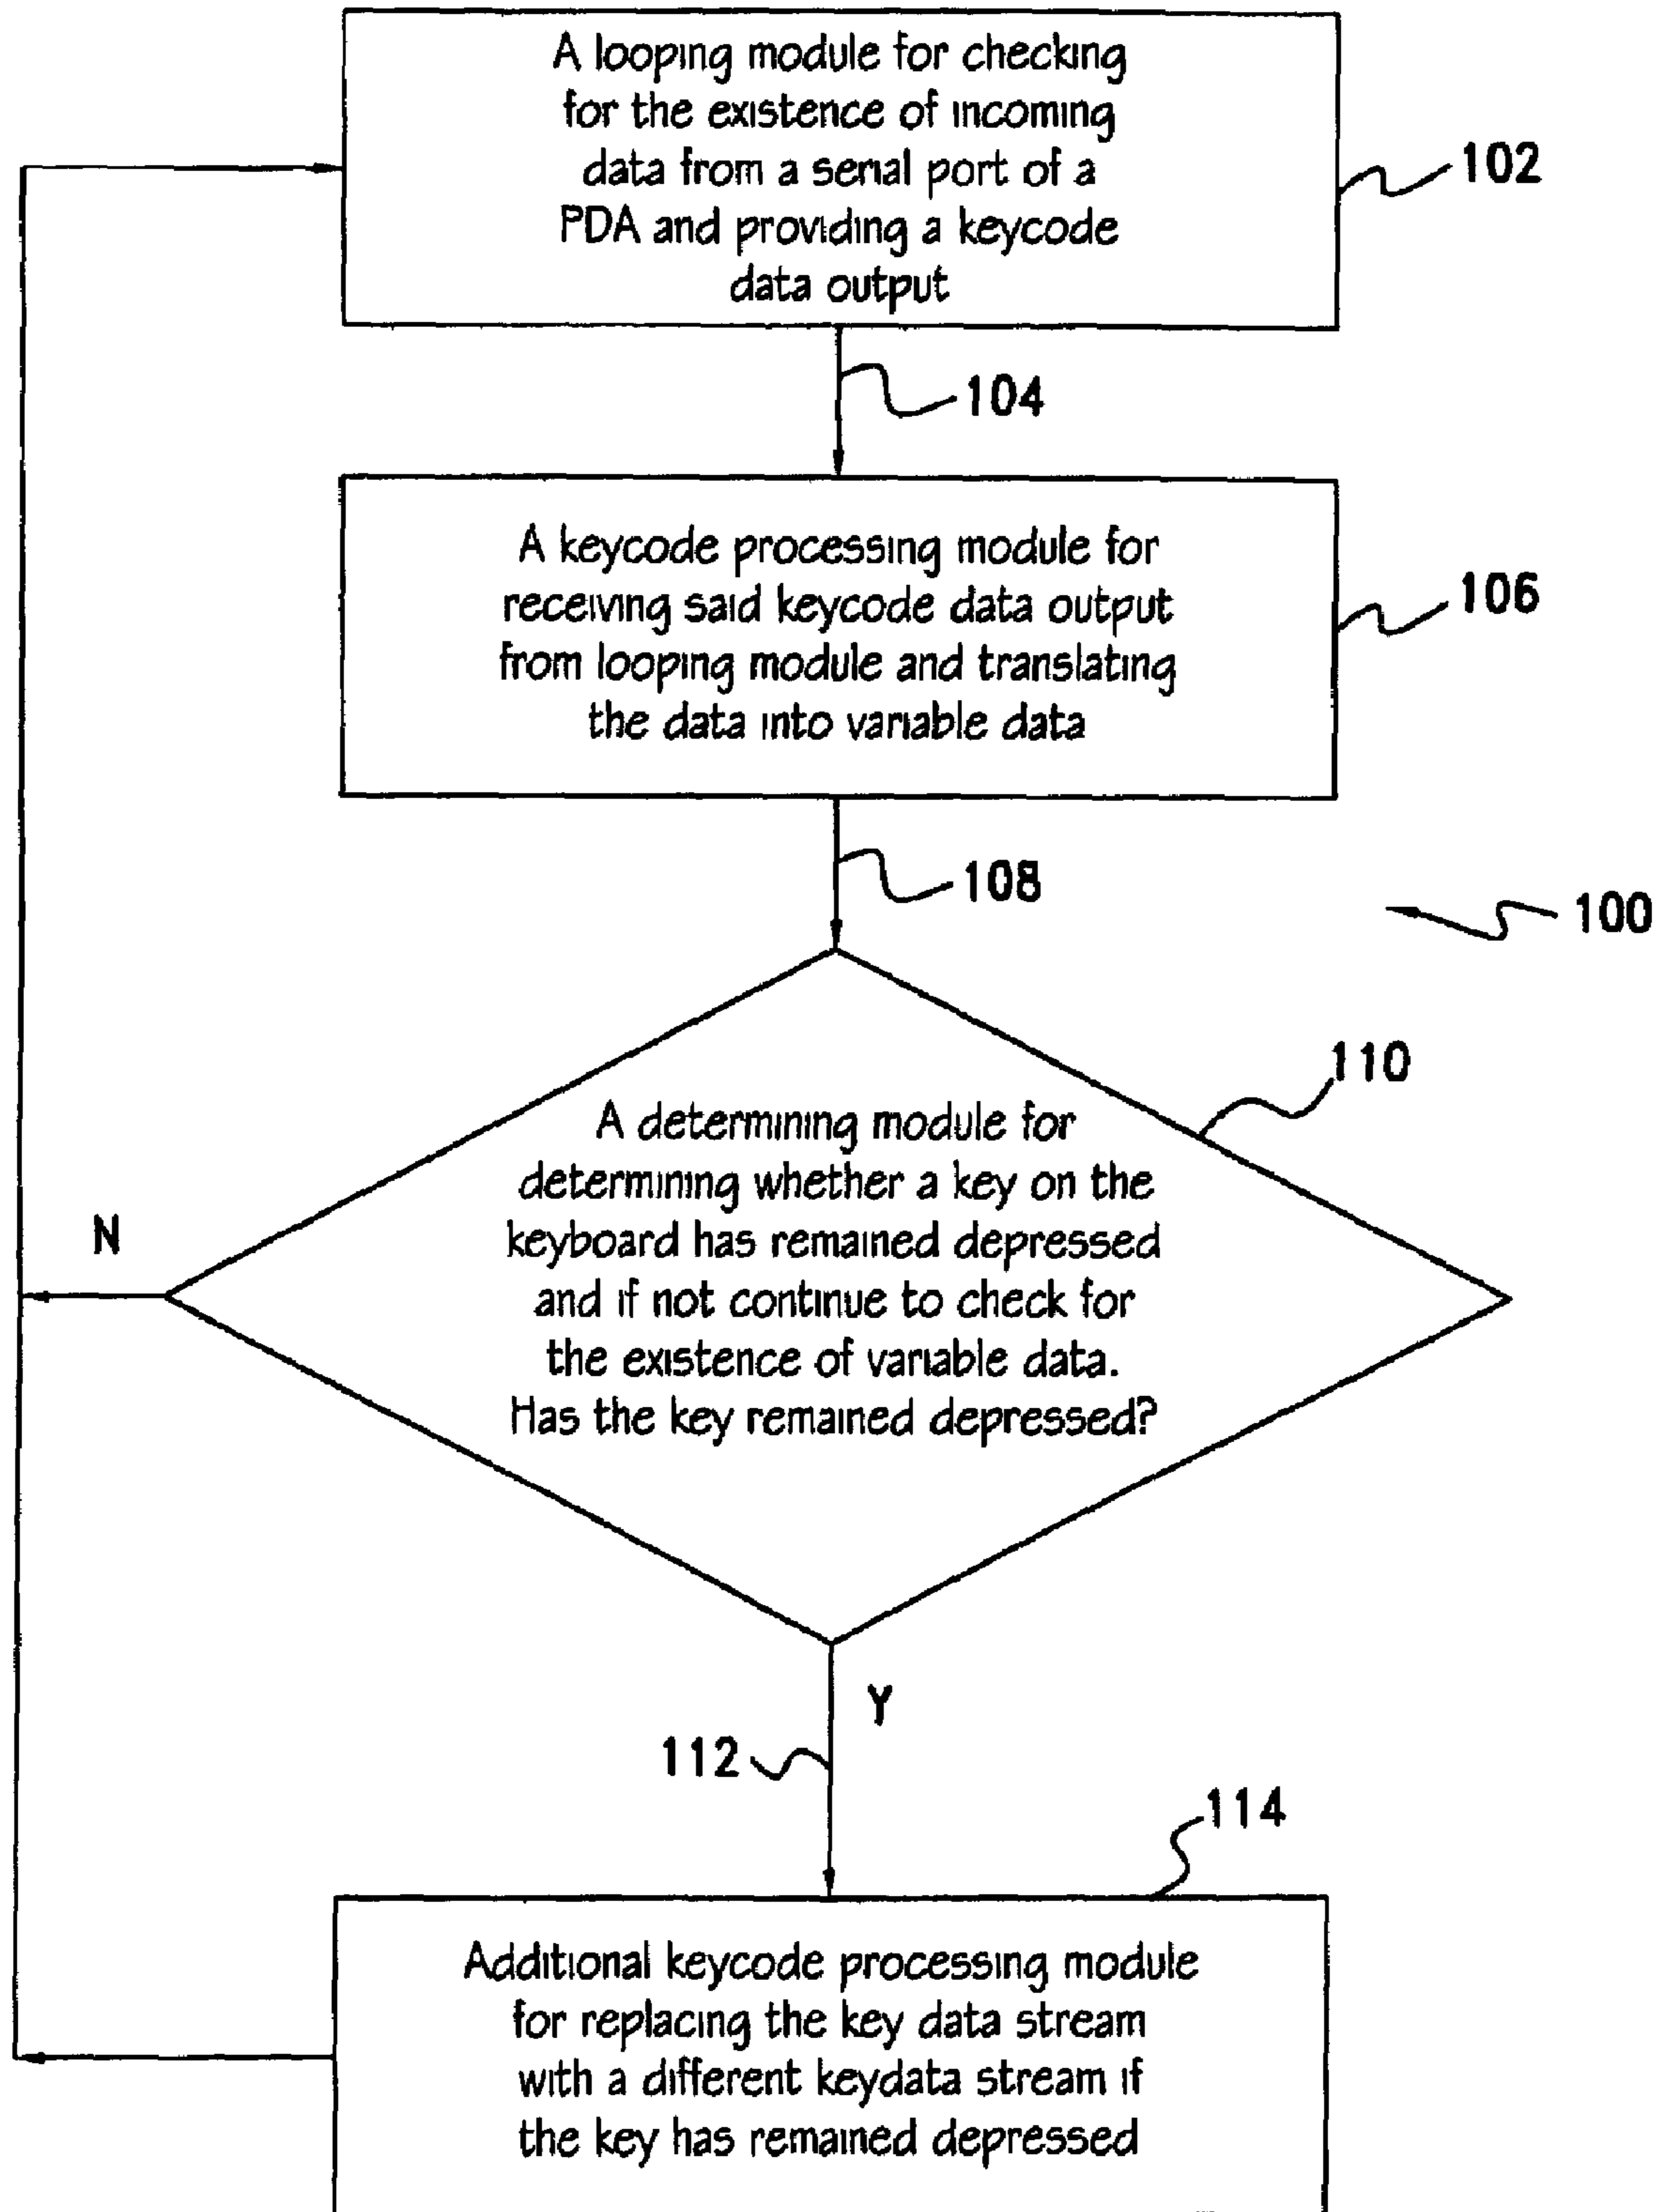 A looping module for checking
for the existence of incoming
data from a serial port of a
PDA and providing a keycode
data output
102
104
A keycode processing module for
receiving said keycode data output
from looping module and translating
the data into variable data
106
108
100
110
A determining module for
determining whether a key on the
keyboard has remained depressed
and if not continue to check for
the existence of variable data.
Has the key remained depressed?
N
Y
112
114
Additional keycode processing module
for replacing the key data stream
with a different keydata stream if
the key has remained depressed